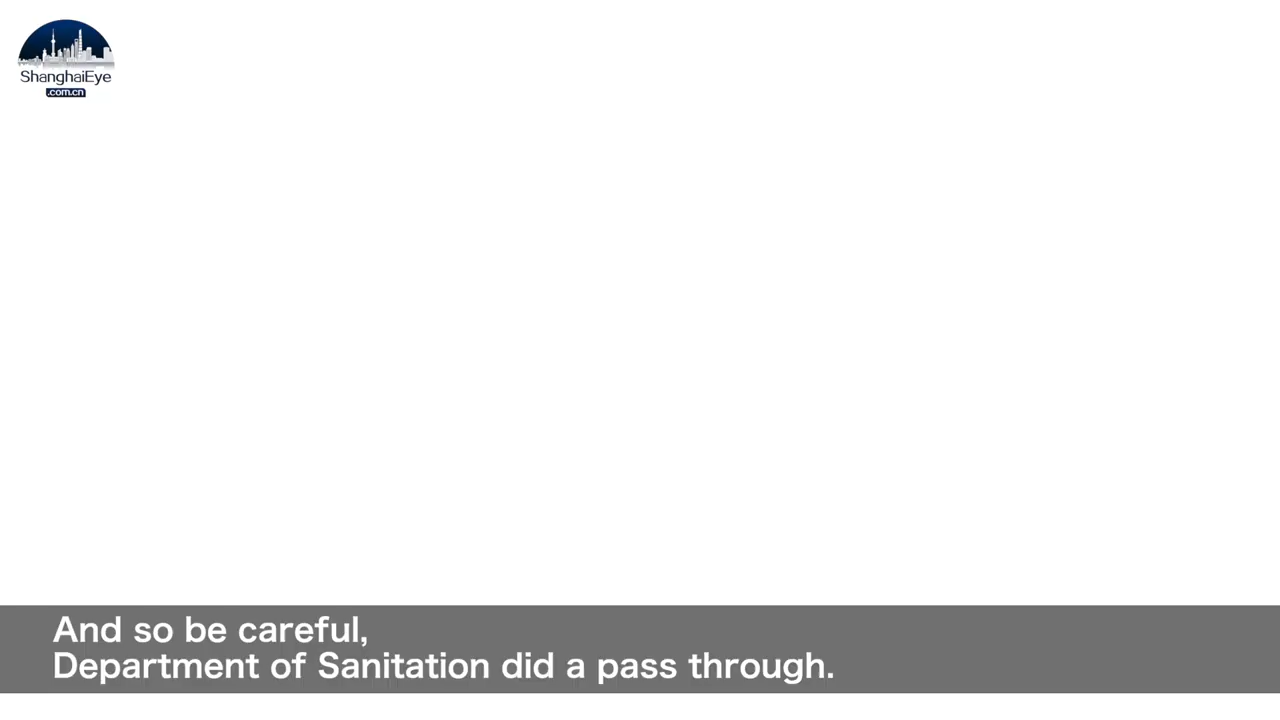 ShanghaiEye
.com.cn
And so be careful,
Department of Sanitation did a pass through.